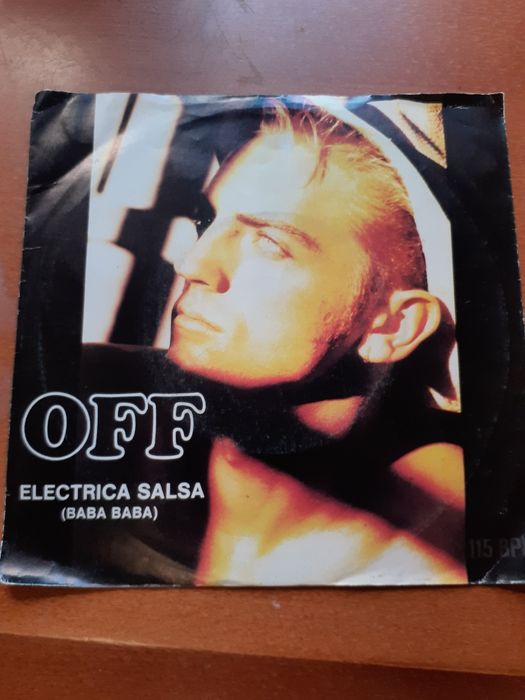 OFF
ELECTRICA SALSA
(BABA BABA)
115 BPM